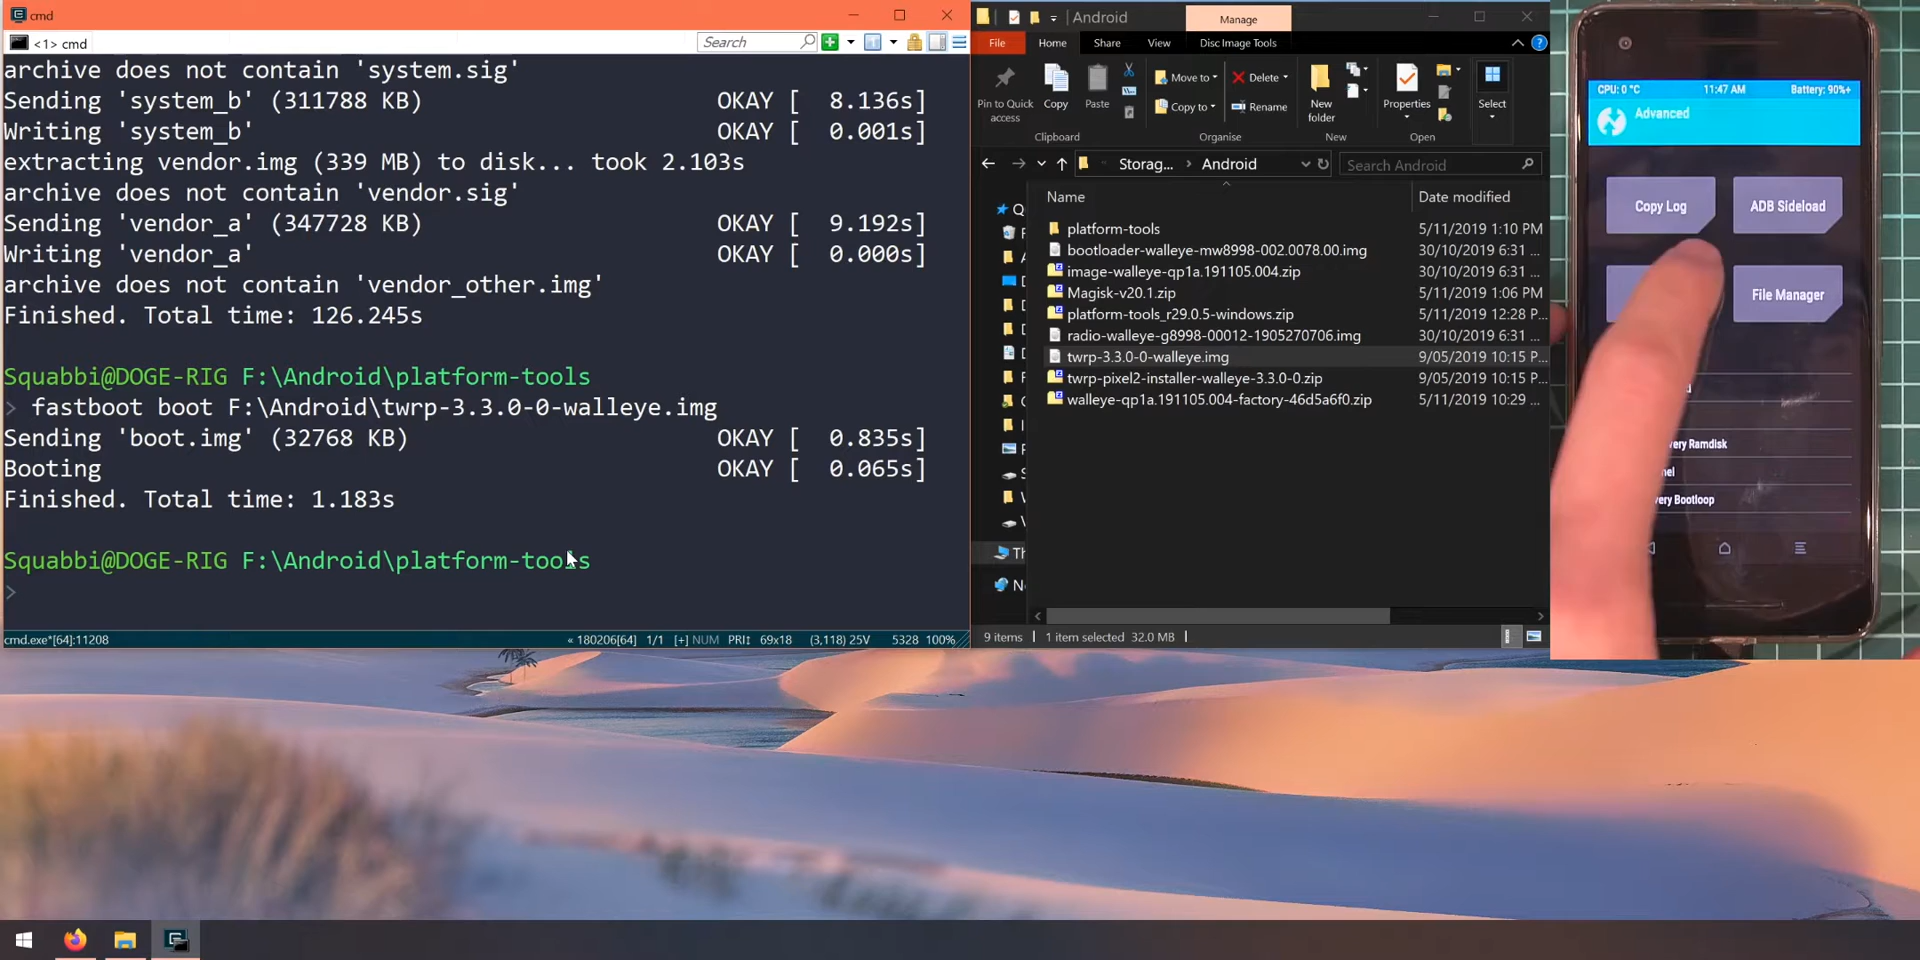 cmd
<1> cmd
Search
archive does not contain 'system.sig'
Sending 'system_b' (311788 KB) OKAY [ 8.136s]
Writing 'system_b' OKAY [ 0.001s]
extracting vendor.img (339 MB) to disk... took 2.103s
archive does not contain 'vendor.sig'
Sending 'vendor_a' (347728 KB) OKAY [ 9.192s]
Writing 'vendor_a' OKAY [ 0.000s]
archive does not contain 'vendor_other.img'
Finished. Total time: 126.245s
Squabbi@DOGE-RIG F:\Android\platform-tools
> fastboot boot F:\Android\twrp-3.3.0-0-walleye.img
Sending 'boot.img' (32768 KB) OKAY [ 0.835s]
Booting OKAY [ 0.065s]
Finished. Total time: 1.183s
Squabbi@DOGE-RIG F:\Android\platform-tools
>
cmd.exe*[64]:11208 « 180206[64] 1/1 [+] NUM PRI↕ 69x18 (3,118) 25V 5328 100%
Android
Manage
File Home Share View Disc Image Tools
Pin to Quick access
Copy
Paste
Move to
Copy to
Delete
Rename
New folder
Properties
Select
Clipboard Organise New Open
Storag... › Android
Search Android
Name Date modified
platform-tools 5/11/2019 1:10 PM
bootloader-walleye-mw8998-002.0078.00.img 30/10/2019 6:31
image-walleye-qp1a.191105.004.zip 30/10/2019 6:31
Magisk-v20.1.zip 5/11/2019 1:06 PM
platform-tools_r29.0.5-windows.zip 5/11/2019 12:28 P...
radio-walleye-g8998-00012-1905270706.img 30/10/2019 6:31
twrp-3.3.0-0-walleye.img 9/05/2019 10:15 P...
twrp-pixel2-installer-walleye-3.3.0-0.zip 9/05/2019 10:15 P...
walleye-qp1a.191105.004-factory-46d5a6f0.zip 5/11/2019 10:29 ...
Th
9 items 1 item selected 32.0 MB
CPU: 0 °C 11:47 AM Battery: 90%+
Advanced
Copy Log
ADB Sideload
File Manager
very Ramdisk
nel
very Bootloop